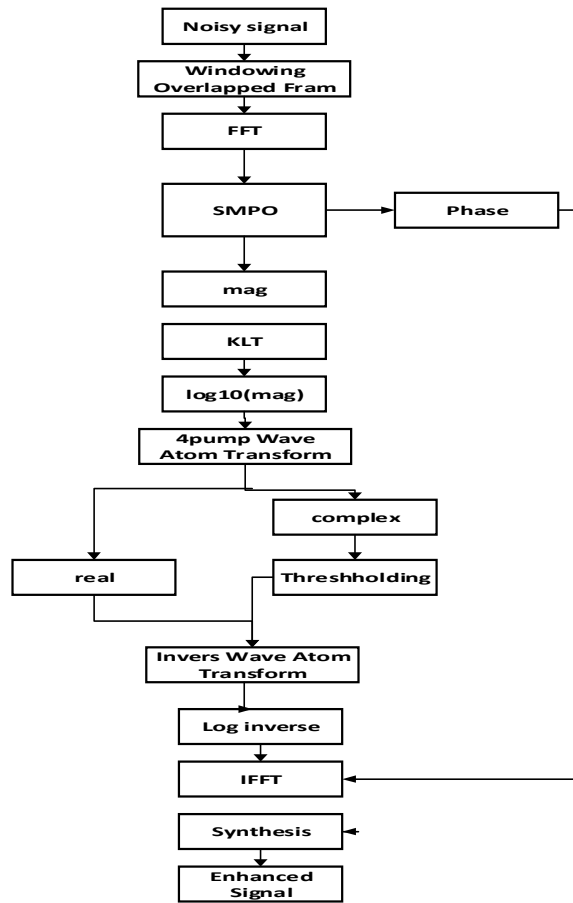 Noisy signal
Windowing
Overlapped Fram
FFT
SMPO
Phase
mag
KLT
log10(mag)
4pump Wave
Atom Transform
complex
real
Threshholding
Invers Wave Atom
Transform
Log inverse
IFFT
Synthesis
Enhanced
Signal